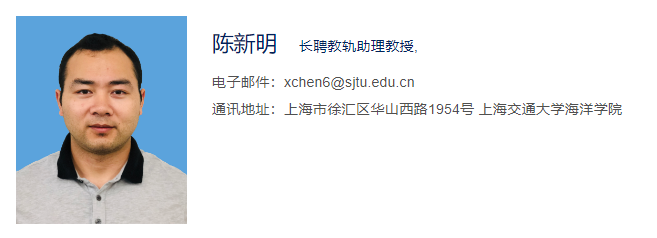 陈新明 长聘教轨助理教授,
电子邮件：xchen6@sjtu.edu.cn
通讯地址：上海市徐汇区华山西路1954号 上海交通大学海洋学院